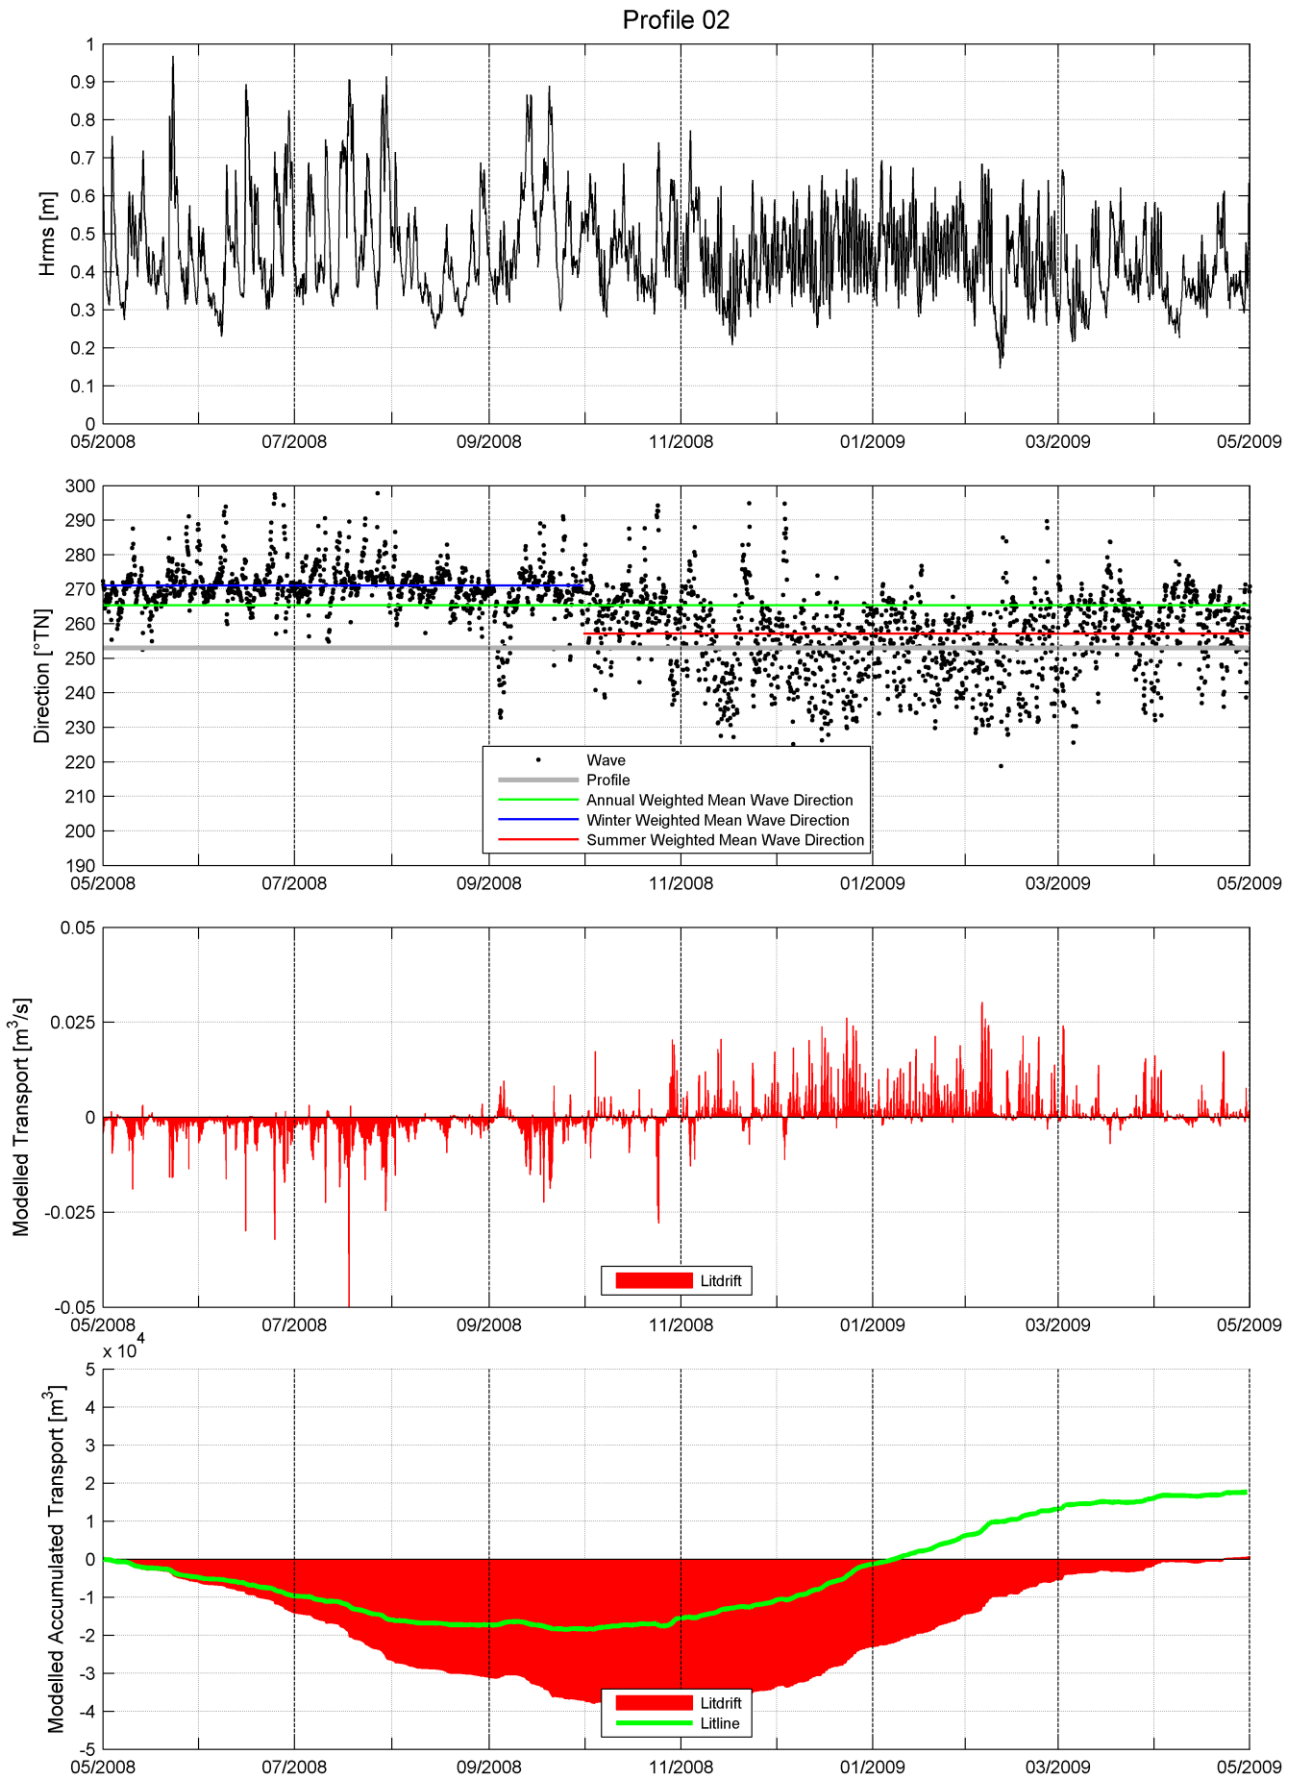 Profile 02
Hrms [m]
1
0.9
0.8
0.7
0.6
0.5
0.4
0.3
0.2
0.1
0
05/2008 07/2008 09/2008 11/2008 01/2009 03/2009 05/2009
Direction [°TN]
300
290
280
270
260
250
240
230
220
210
200
190
Wave
Profile
Annual Weighted Mean Wave Direction
Winter Weighted Mean Wave Direction
Summer Weighted Mean Wave Direction
05/2008 07/2008 09/2008 11/2008 01/2009 03/2009 05/2009
Modelled Transport [m³/s]
0.05
0.025
0
-0.025
-0.05
Litdrift
05/2008 07/2008 09/2008 11/2008 01/2009 03/2009 05/2009
x 10⁴
Modelled Accumulated Transport [m³]
5
4
3
2
1
0
-1
-2
-3
-4
-5
Litdrift
Litline
05/2008 07/2008 09/2008 11/2008 01/2009 03/2009 05/2009